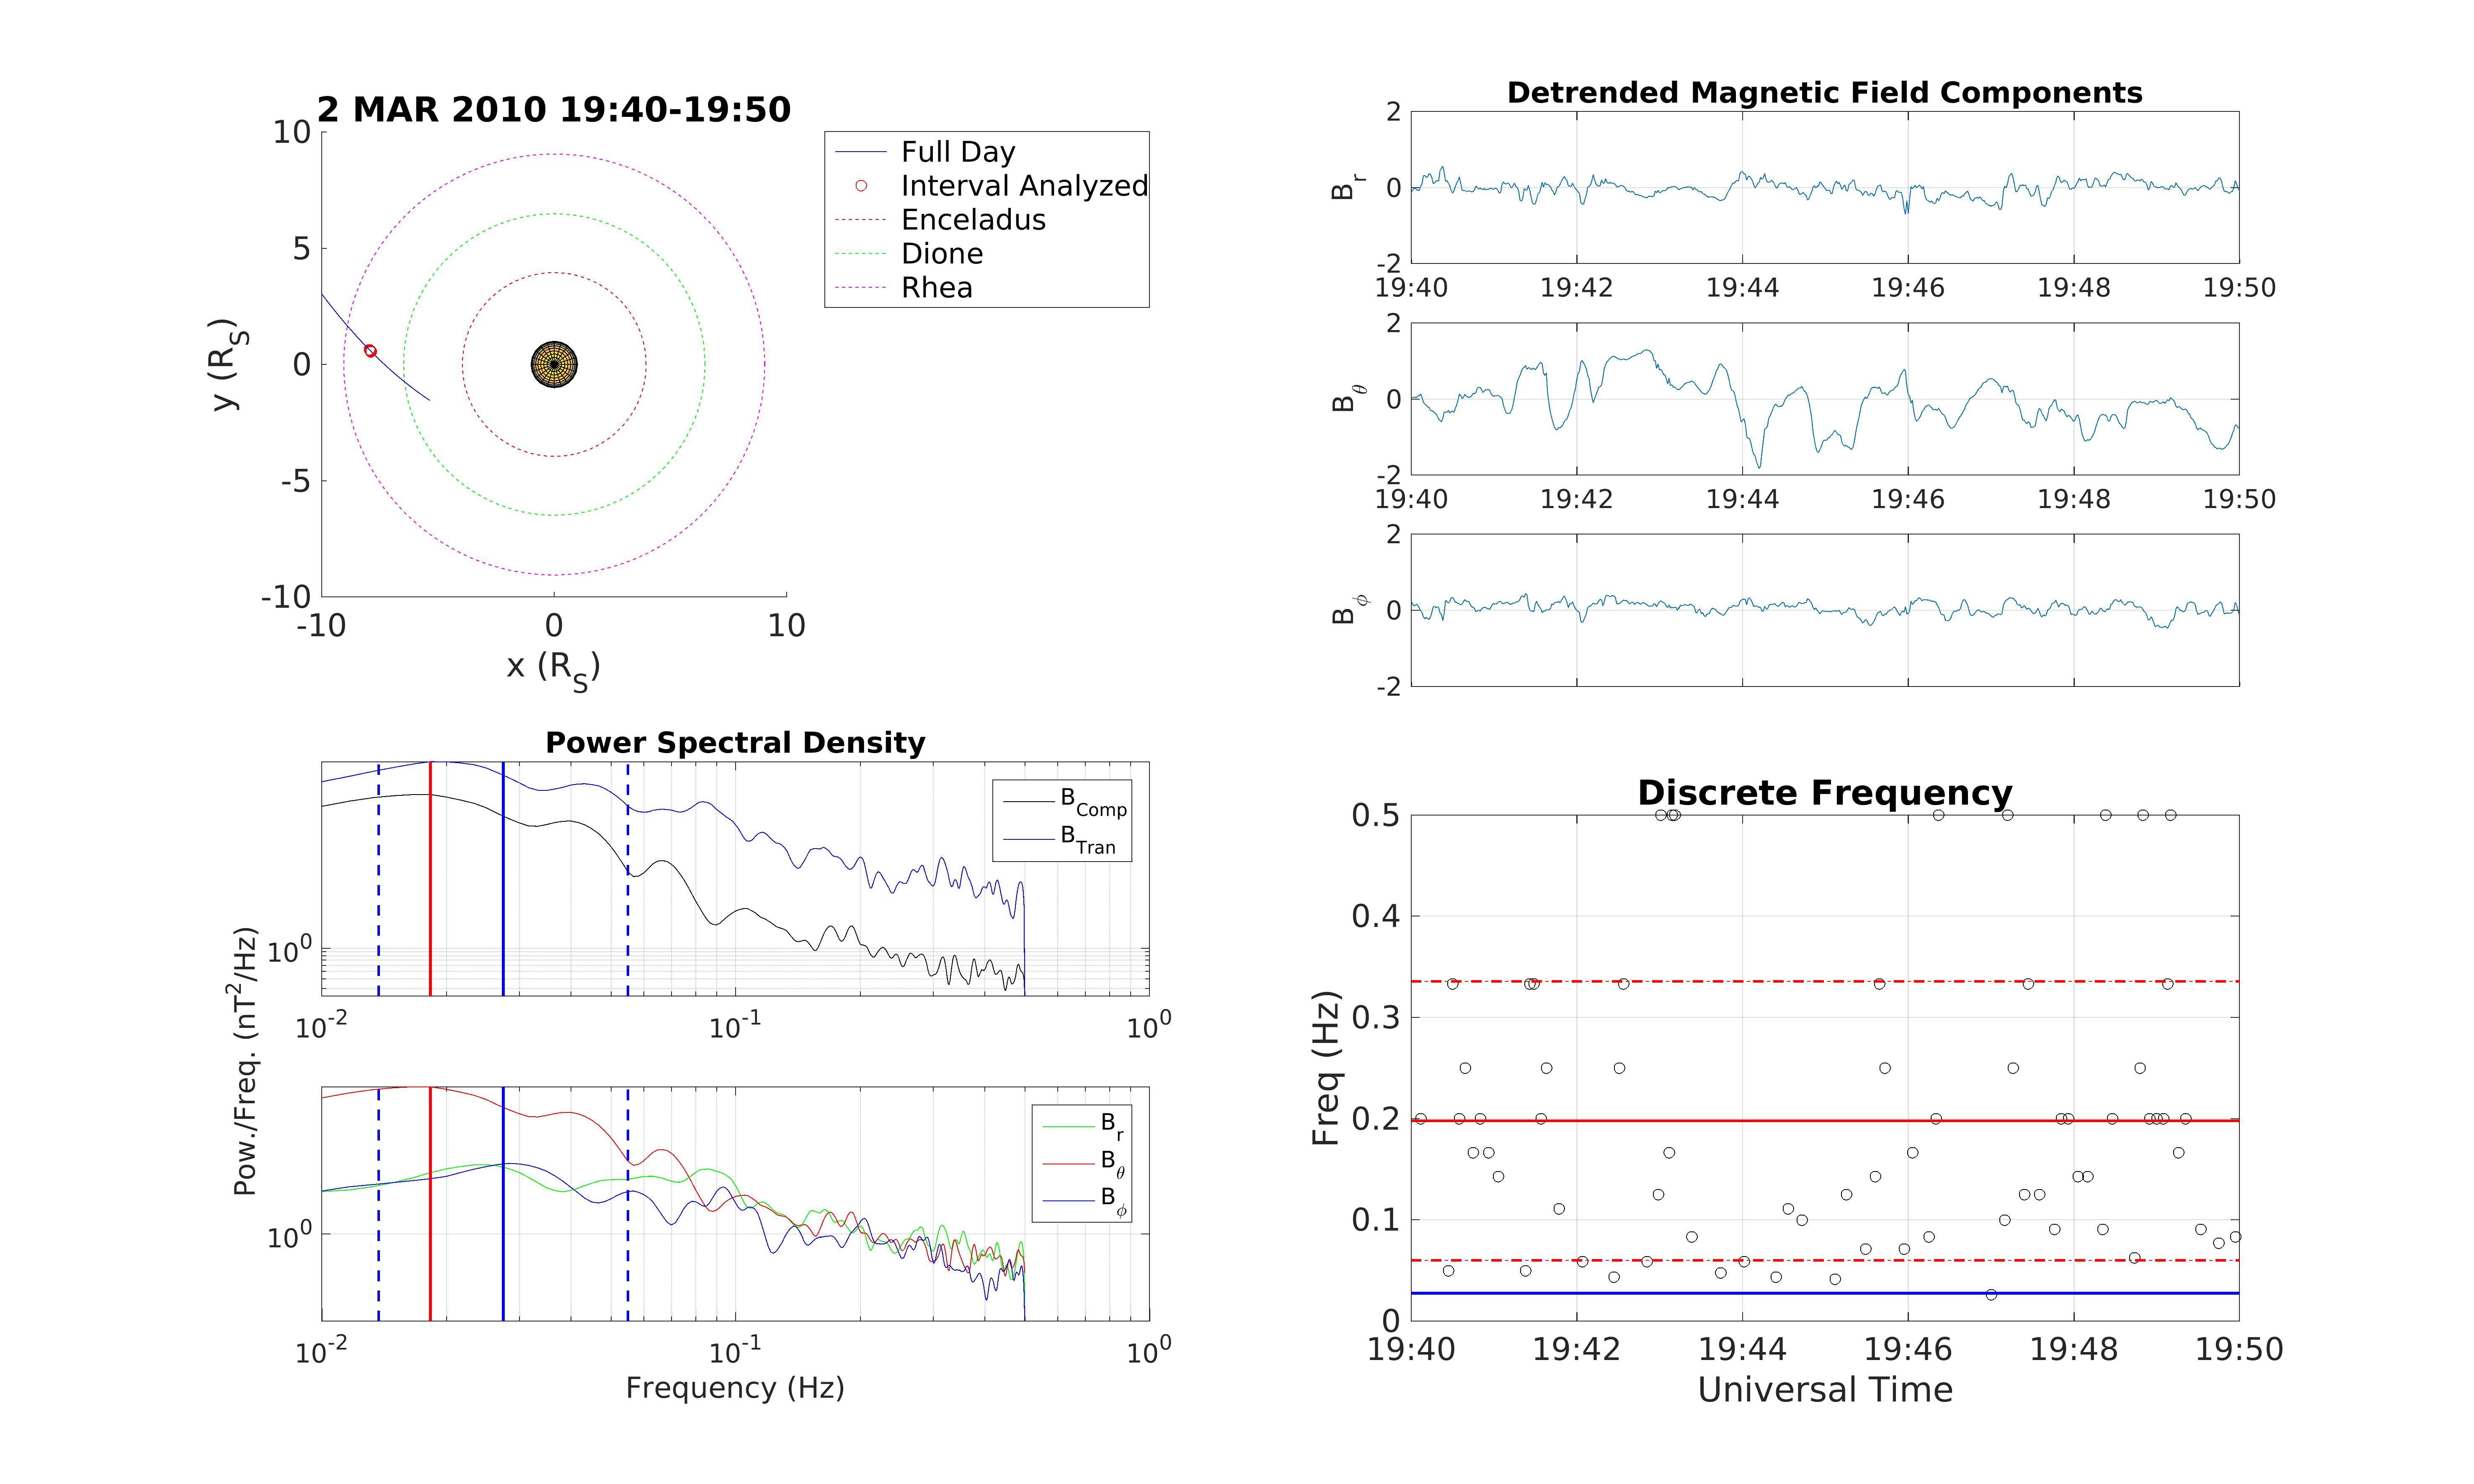 2 MAR 2010 19:40-19:50
10
5
0
-5
-10
y (R_S)
-10 0 10
x (R_S)
Full Day
Interval Analyzed
Enceladus
Dione
Rhea
Detrended Magnetic Field Components
2
0
-2
B_r
19:40 19:42 19:44 19:46 19:48 19:50
2
0
-2
B_θ
19:40 19:42 19:44 19:46 19:48 19:50
2
0
-2
B_ϕ
Power Spectral Density
B_Comp
B_Tran
10^0
10^-2 10^-1 10^0
Pow./Freq. (nT^2/Hz)
B_r
B_θ
B_ϕ
10^0
10^-2 10^-1 10^0
Frequency (Hz)
Discrete Frequency
0.5
0.4
0.3
0.2
0.1
0
Freq (Hz)
19:40 19:42 19:44 19:46 19:48 19:50
Universal Time